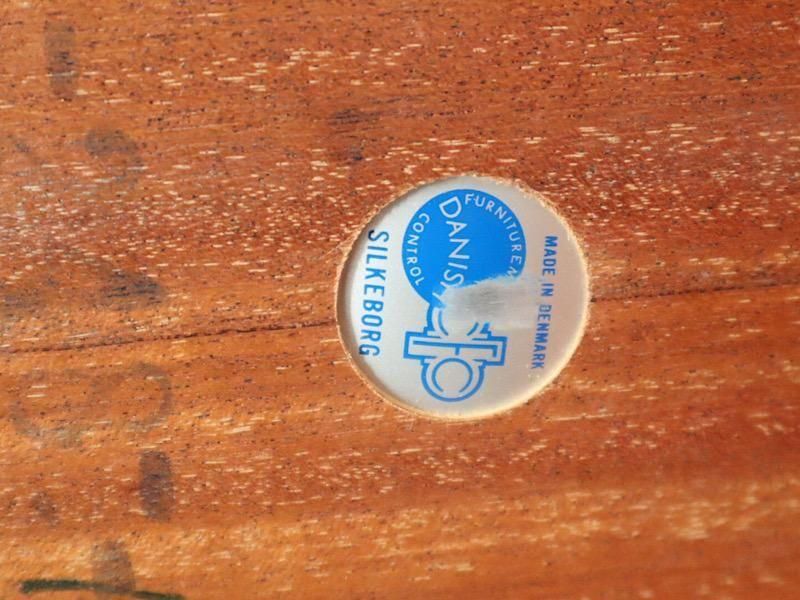 MADE IN DENMARK
FURNITUREM
DANIS
CONTROL
SILKEBORG